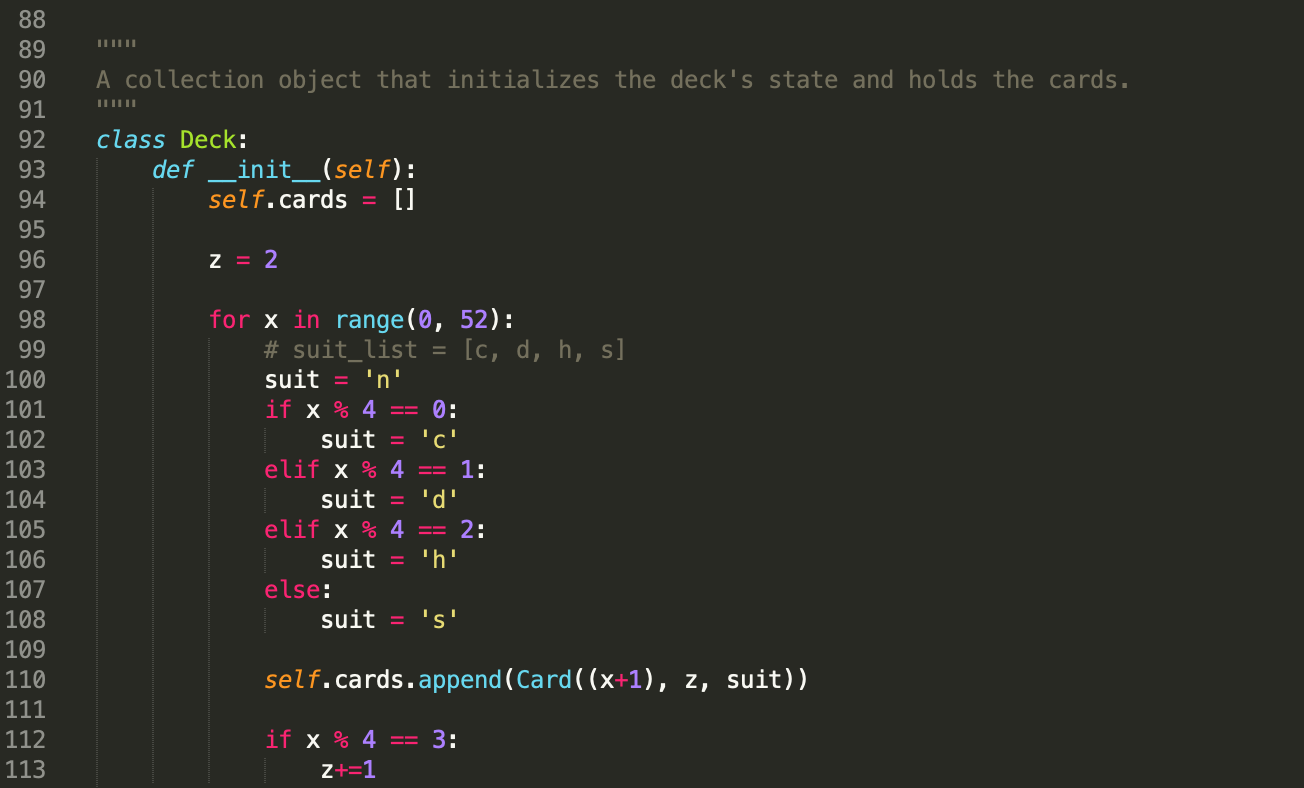 88
89 """
90 A collection object that initializes the deck's state and holds the cards.
91 """
92 class Deck:
93     def __init__(self):
94         self.cards = []
95
96         z = 2
97
98         for x in range(0, 52):
99             # suit_list = [c, d, h, s]
100             suit = 'n'
101             if x % 4 == 0:
102                 suit = 'c'
103             elif x % 4 == 1:
104                 suit = 'd'
105             elif x % 4 == 2:
106                 suit = 'h'
107             else:
108                 suit = 's'
109
110             self.cards.append(Card((x+1), z, suit))
111
112             if x % 4 == 3:
113                 z+=1